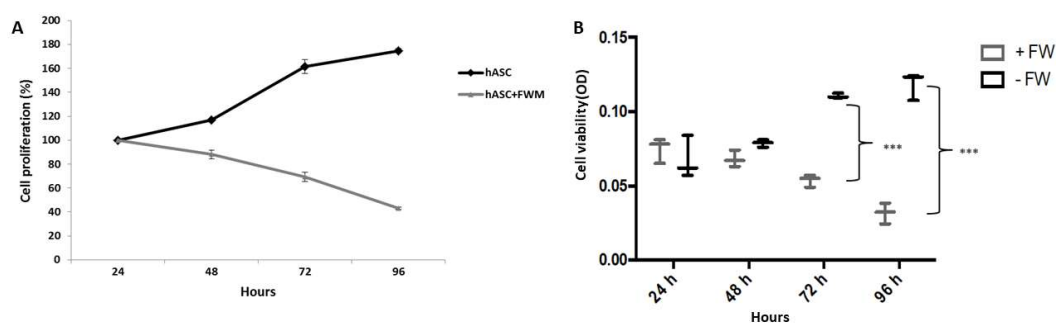 A
Cell proliferation (%)
200
180
160
140
120
100
80
60
40
20
0
24 48 72 96
Hours
hASC
hASC+FWM
B
Cell viability(OD)
0.15
0.10
0.05
0.00
24 h 48 h 72 h 96 h
Hours
***
***
+ FW
- FW